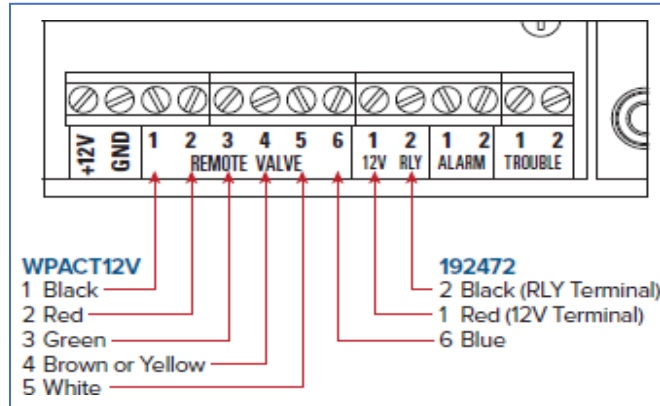 +12V GND 1 2 3 4 5 6 1 2 1 2 1 2
REMOTE VALVE 12V RLY ALARM TROUBLE
WPACT12V
1 Black
2 Red
3 Green
4 Brown or Yellow
5 White
192472
2 Black (RLY Terminal)
1 Red (12V Terminal)
6 Blue